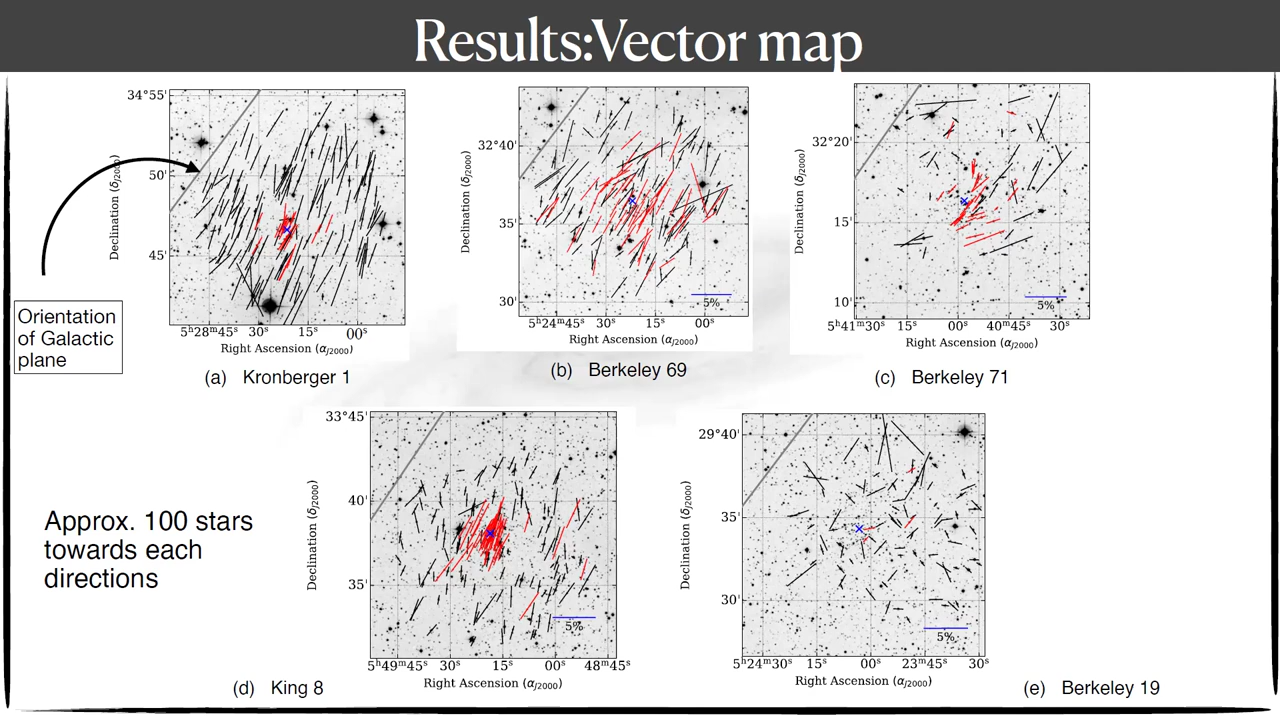 Results:Vector map
34°55'
50'
45'
Declination (δJ2000)
5ʰ28ᵐ45ˢ 30ˢ 15ˢ 00ˢ
Right Ascension (αJ2000)
(a) Kronberger 1
32°40'
35'
30'
Declination (δJ2000)
5%
5ʰ24ᵐ45ˢ 30ˢ 15ˢ 00ˢ
Right Ascension (αJ2000)
(b) Berkeley 69
32°20'
15'
10'
Declination (δJ2000)
5%
5ʰ41ᵐ30ˢ 15ˢ 00ˢ 40ᵐ45ˢ 30ˢ
Right Ascension (αJ2000)
(c) Berkeley 71
Orientation
of Galactic
plane
Approx. 100 stars
towards each
directions
33°45'
40'
35'
Declination (δJ2000)
5%
5ʰ49ᵐ45ˢ 30ˢ 15ˢ 00ˢ 48ᵐ45ˢ
Right Ascension (αJ2000)
(d) King 8
29°40'
35'
30'
Declination (δJ2000)
5%
5ʰ24ᵐ30ˢ 15ˢ 00ˢ 23ᵐ45ˢ 30ˢ
Right Ascension (αJ2000)
(e) Berkeley 19